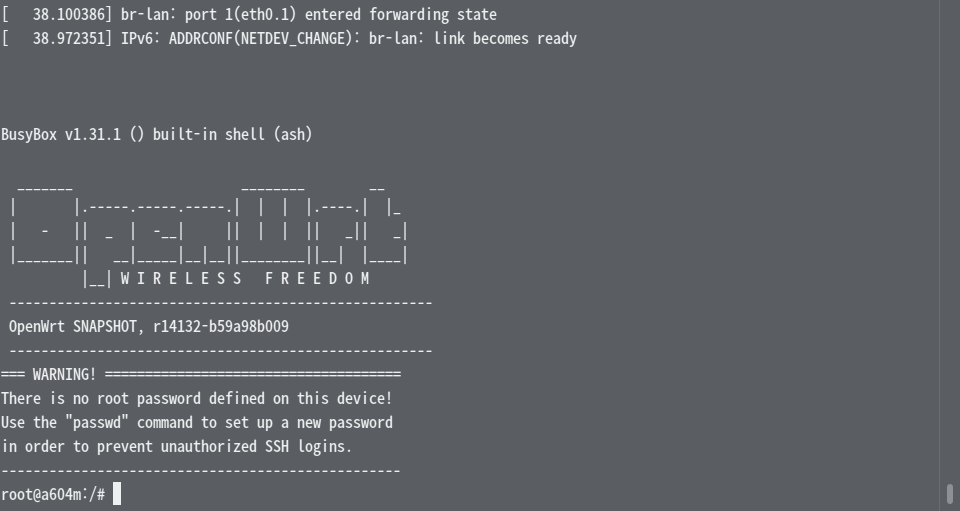 [   38.100386] br-lan: port 1(eth0.1) entered forwarding state
[   38.972351] IPv6: ADDRCONF(NETDEV_CHANGE): br-lan: link becomes ready
BusyBox v1.31.1 () built-in shell (ash)
  _______                     ________        __
 |       |.-----.-----.-----.|  |  |  |.----.|  |_
 |   -   ||  _  |  -__|     ||  |  |  ||   _||   _|
 |_______||   __|_____|__|__||________||__|  |____|
          |__| W I R E L E S S   F R E E D O M
 -----------------------------------------------------
 OpenWrt SNAPSHOT, r14132-b59a98b009
 -----------------------------------------------------
=== WARNING! =====================================
There is no root password defined on this device!
Use the "passwd" command to set up a new password
in order to prevent unauthorized SSH logins.
--------------------------------------------------
root@a604m:/#